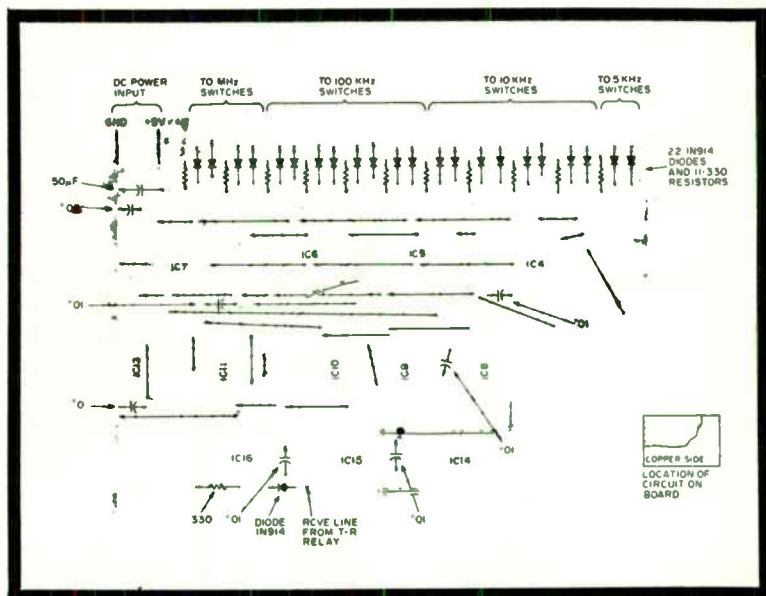 DC POWER
INPUT
TO MHz
SWITCHES
TO 100 KHz
SWITCHES
TO 10 KHz
SWITCHES
TO 5 KHz
SWITCHES
GND
22 IN914
DIODES
AND 11-330
RESISTORS
50µF
IC7
IC6
IC5
IC4
.01
.01
IC13
IC11
IC10
IC9
IC8
IC16
IC15
IC14
.01
330
.01
DIODE
IN914
RCVE LINE
FROM T-R
RELAY
.01
COPPER SIDE
LOCATION OF
CIRCUIT ON
BOARD